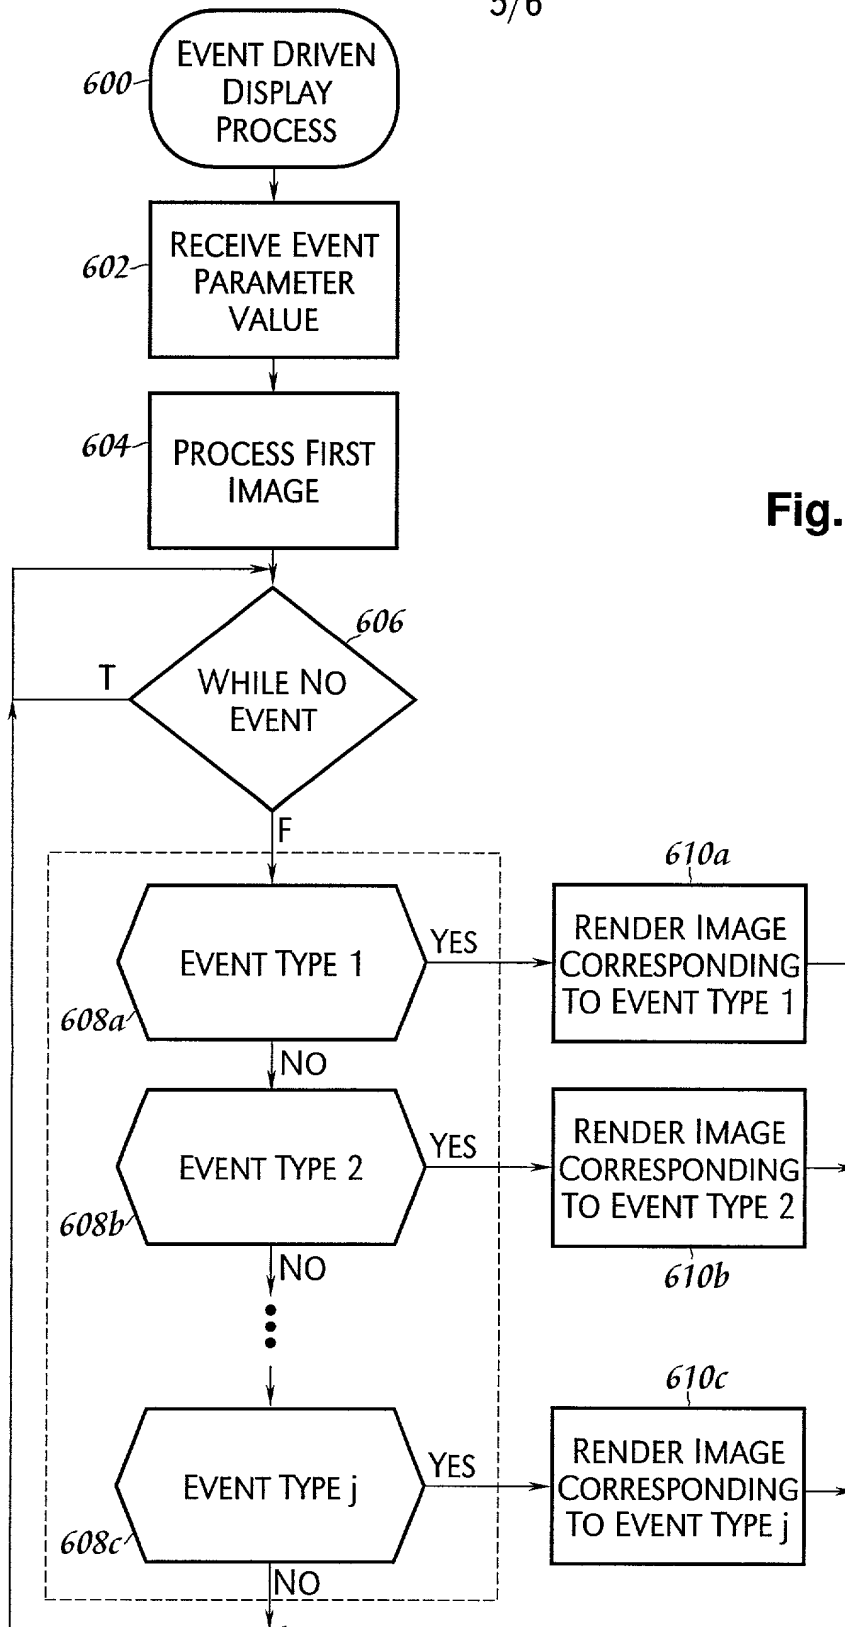 5/6
EVENT DRIVEN
DISPLAY
PROCESS
600
RECEIVE EVENT
PARAMETER
VALUE
602
604
PROCESS FIRST
IMAGE
Fig.
606
T
WHILE NO
EVENT
F
610a
EVENT TYPE 1
YES
RENDER IMAGE
CORRESPONDING
TO EVENT TYPE 1
608a
NO
EVENT TYPE 2
YES
RENDER IMAGE
CORRESPONDING
TO EVENT TYPE 2
608b
NO
610b
610c
EVENT TYPE j
YES
RENDER IMAGE
CORRESPONDING
TO EVENT TYPE j
608c
NO